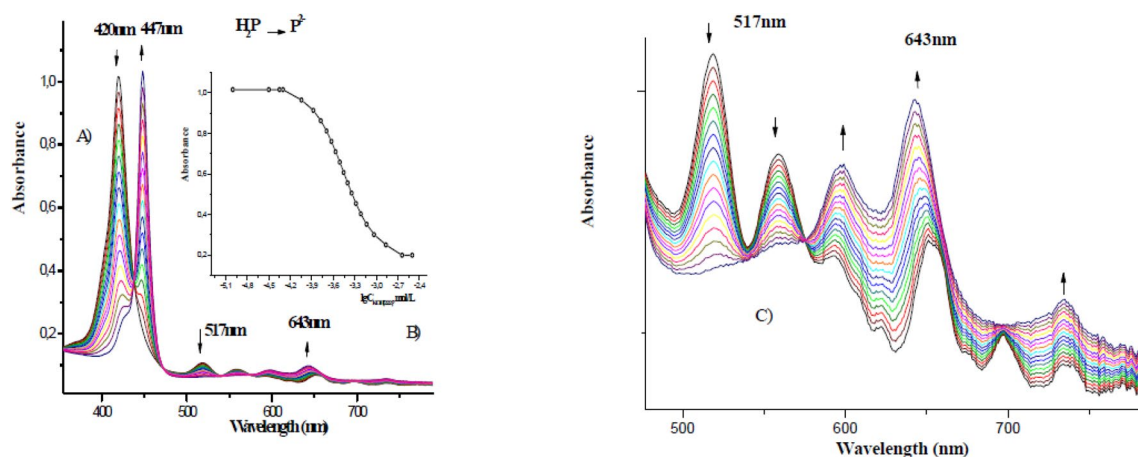 420nm 447nm
H2P → P2-
1,0
0,8
0,6
0,4
0,2
Absorbance
A)
1,0
0,8
0,6
0,4
0,2
Absorbance
-5,1 -4,8 -4,5 -4,2 -3,9 -3,6 -3,3 -3,0 -2,7 -2,4
517nm
643nm
B)
400 500 600 700
Wavelength (nm)
517nm
643nm
Absorbance
C)
500 600 700
Wavelength (nm)